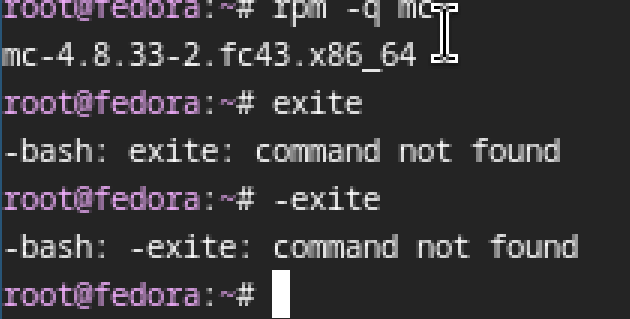 root@fedora:~# rpm -q mc
mc-4.8.33-2.fc43.x86_64
root@fedora:~# exite
-bash: exite: command not found
root@fedora:~# -exite
-bash: -exite: command not found
root@fedora:~#